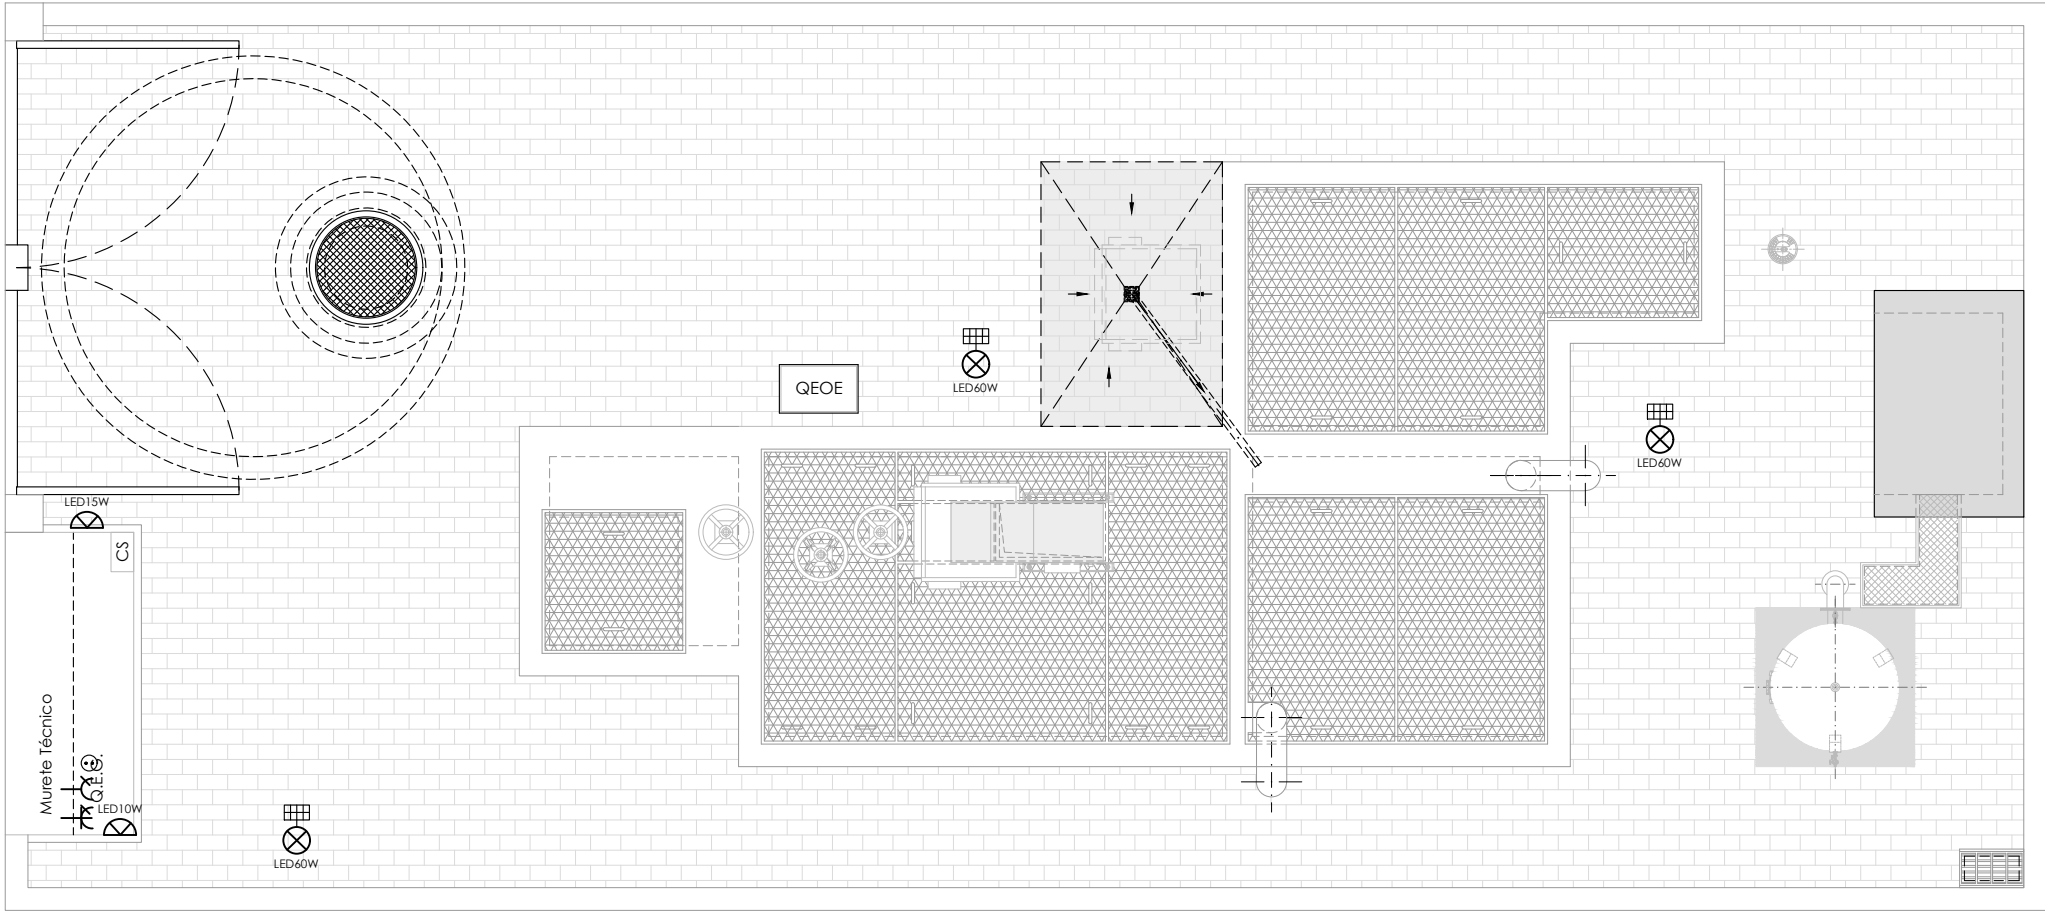 LED60W
QEOE
LED60W
LED15W
CS
Murete Técnico
Q.E.G.
LED10W
LED60W